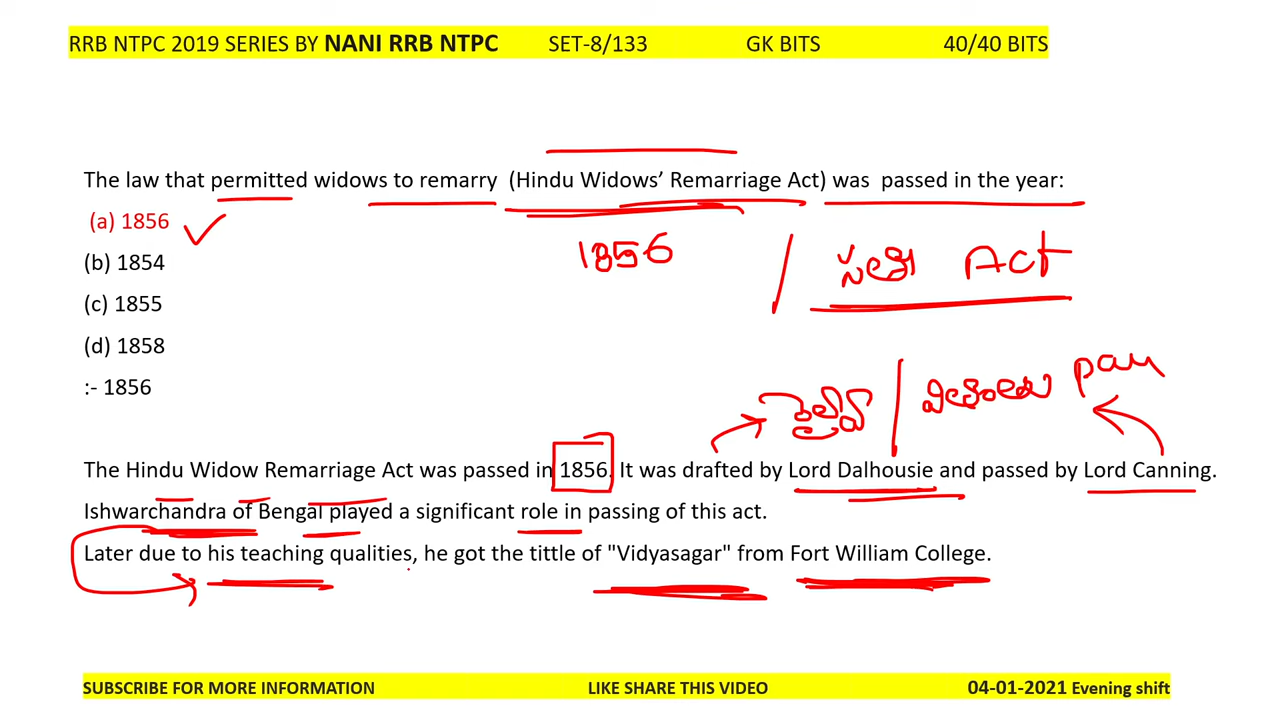 RRB NTPC 2019 SERIES BY NANI RRB NTPC SET-8/133 GK BITS 40/40 BITS
The law that permitted widows to remarry (Hindu Widows’ Remarriage Act) was passed in the year:
(a) 1856
(b) 1854
(c) 1855
(d) 1858
:- 1856
1856 / సతి Act
The Hindu Widow Remarriage Act was passed in 1856. It was drafted by Lord Dalhousie and passed by Lord Canning.
Ishwarchandra of Bengal played a significant role in passing of this act.
Later due to his teaching qualities, he got the tittle of "Vidyasagar" from Fort William College.
SUBSCRIBE FOR MORE INFORMATION LIKE SHARE THIS VIDEO 04-01-2021 Evening shift